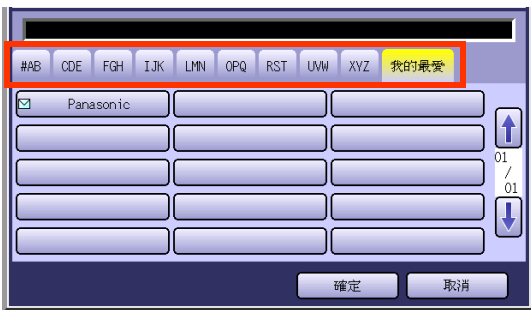 #AB CDE FGH IJK LMN OPQ RST UVW XYZ 我的最愛
Panasonic
01
/
01
確定 取消